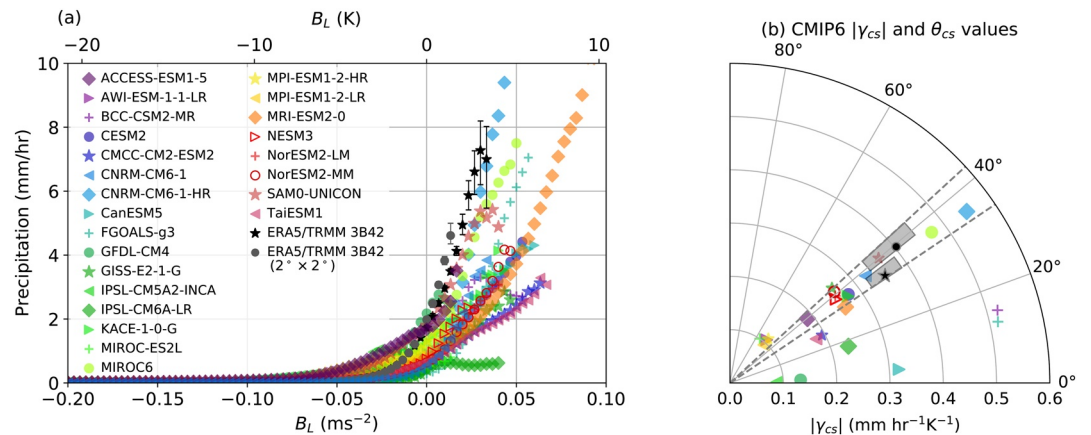 (a)
B_L (K)
−20 −10 0 10
Precipitation (mm/hr)
10
8
6
4
2
0
ACCESS-ESM1-5
AWI-ESM-1-1-LR
BCC-CSM2-MR
CESM2
CMCC-CM2-ESM2
CNRM-CM6-1
CNRM-CM6-1-HR
CanESM5
FGOALS-g3
GFDL-CM4
GISS-E2-1-G
IPSL-CM5A2-INCA
IPSL-CM6A-LR
KACE-1-0-G
MIROC-ES2L
MIROC6
MPI-ESM1-2-HR
MPI-ESM1-2-LR
MRI-ESM2-0
NESM3
NorESM2-LM
NorESM2-MM
SAM0-UNICON
TaiESM1
ERA5/TRMM 3B42
ERA5/TRMM 3B42
(2° × 2°)
−0.20 −0.15 −0.10 −0.05 0.00 0.05 0.10
B_L (ms⁻²)
(b) CMIP6 |γ_cs| and θ_cs values
80°
60°
40°
20°
0°
0.0 0.1 0.2 0.3 0.4 0.5 0.6
|γ_cs| (mm hr⁻¹K⁻¹)